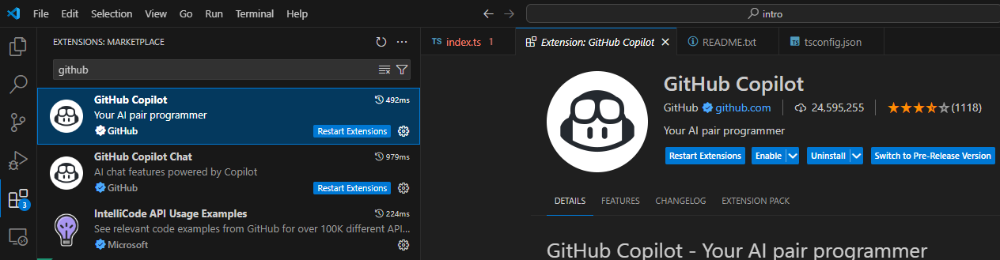 File Edit Selection View Go Run Terminal Help
intro
EXTENSIONS: MARKETPLACE
github
GitHub Copilot 492ms
Your AI pair programmer
GitHub Restart Extensions
GitHub Copilot Chat 979ms
AI chat features powered by Copilot
GitHub Restart Extensions
IntelliCode API Usage Examples 224ms
See relevant code examples from GitHub for over 100K different API...
Microsoft
3
TS index.ts 1 Extension: GitHub Copilot README.txt TS tsconfig.json
GitHub Copilot
GitHub github.com 24,595,255 (1118)
Your AI pair programmer
Restart Extensions Enable Uninstall Switch to Pre-Release Version
DETAILS FEATURES CHANGELOG EXTENSION PACK
GitHub Copilot - Your AI pair programmer